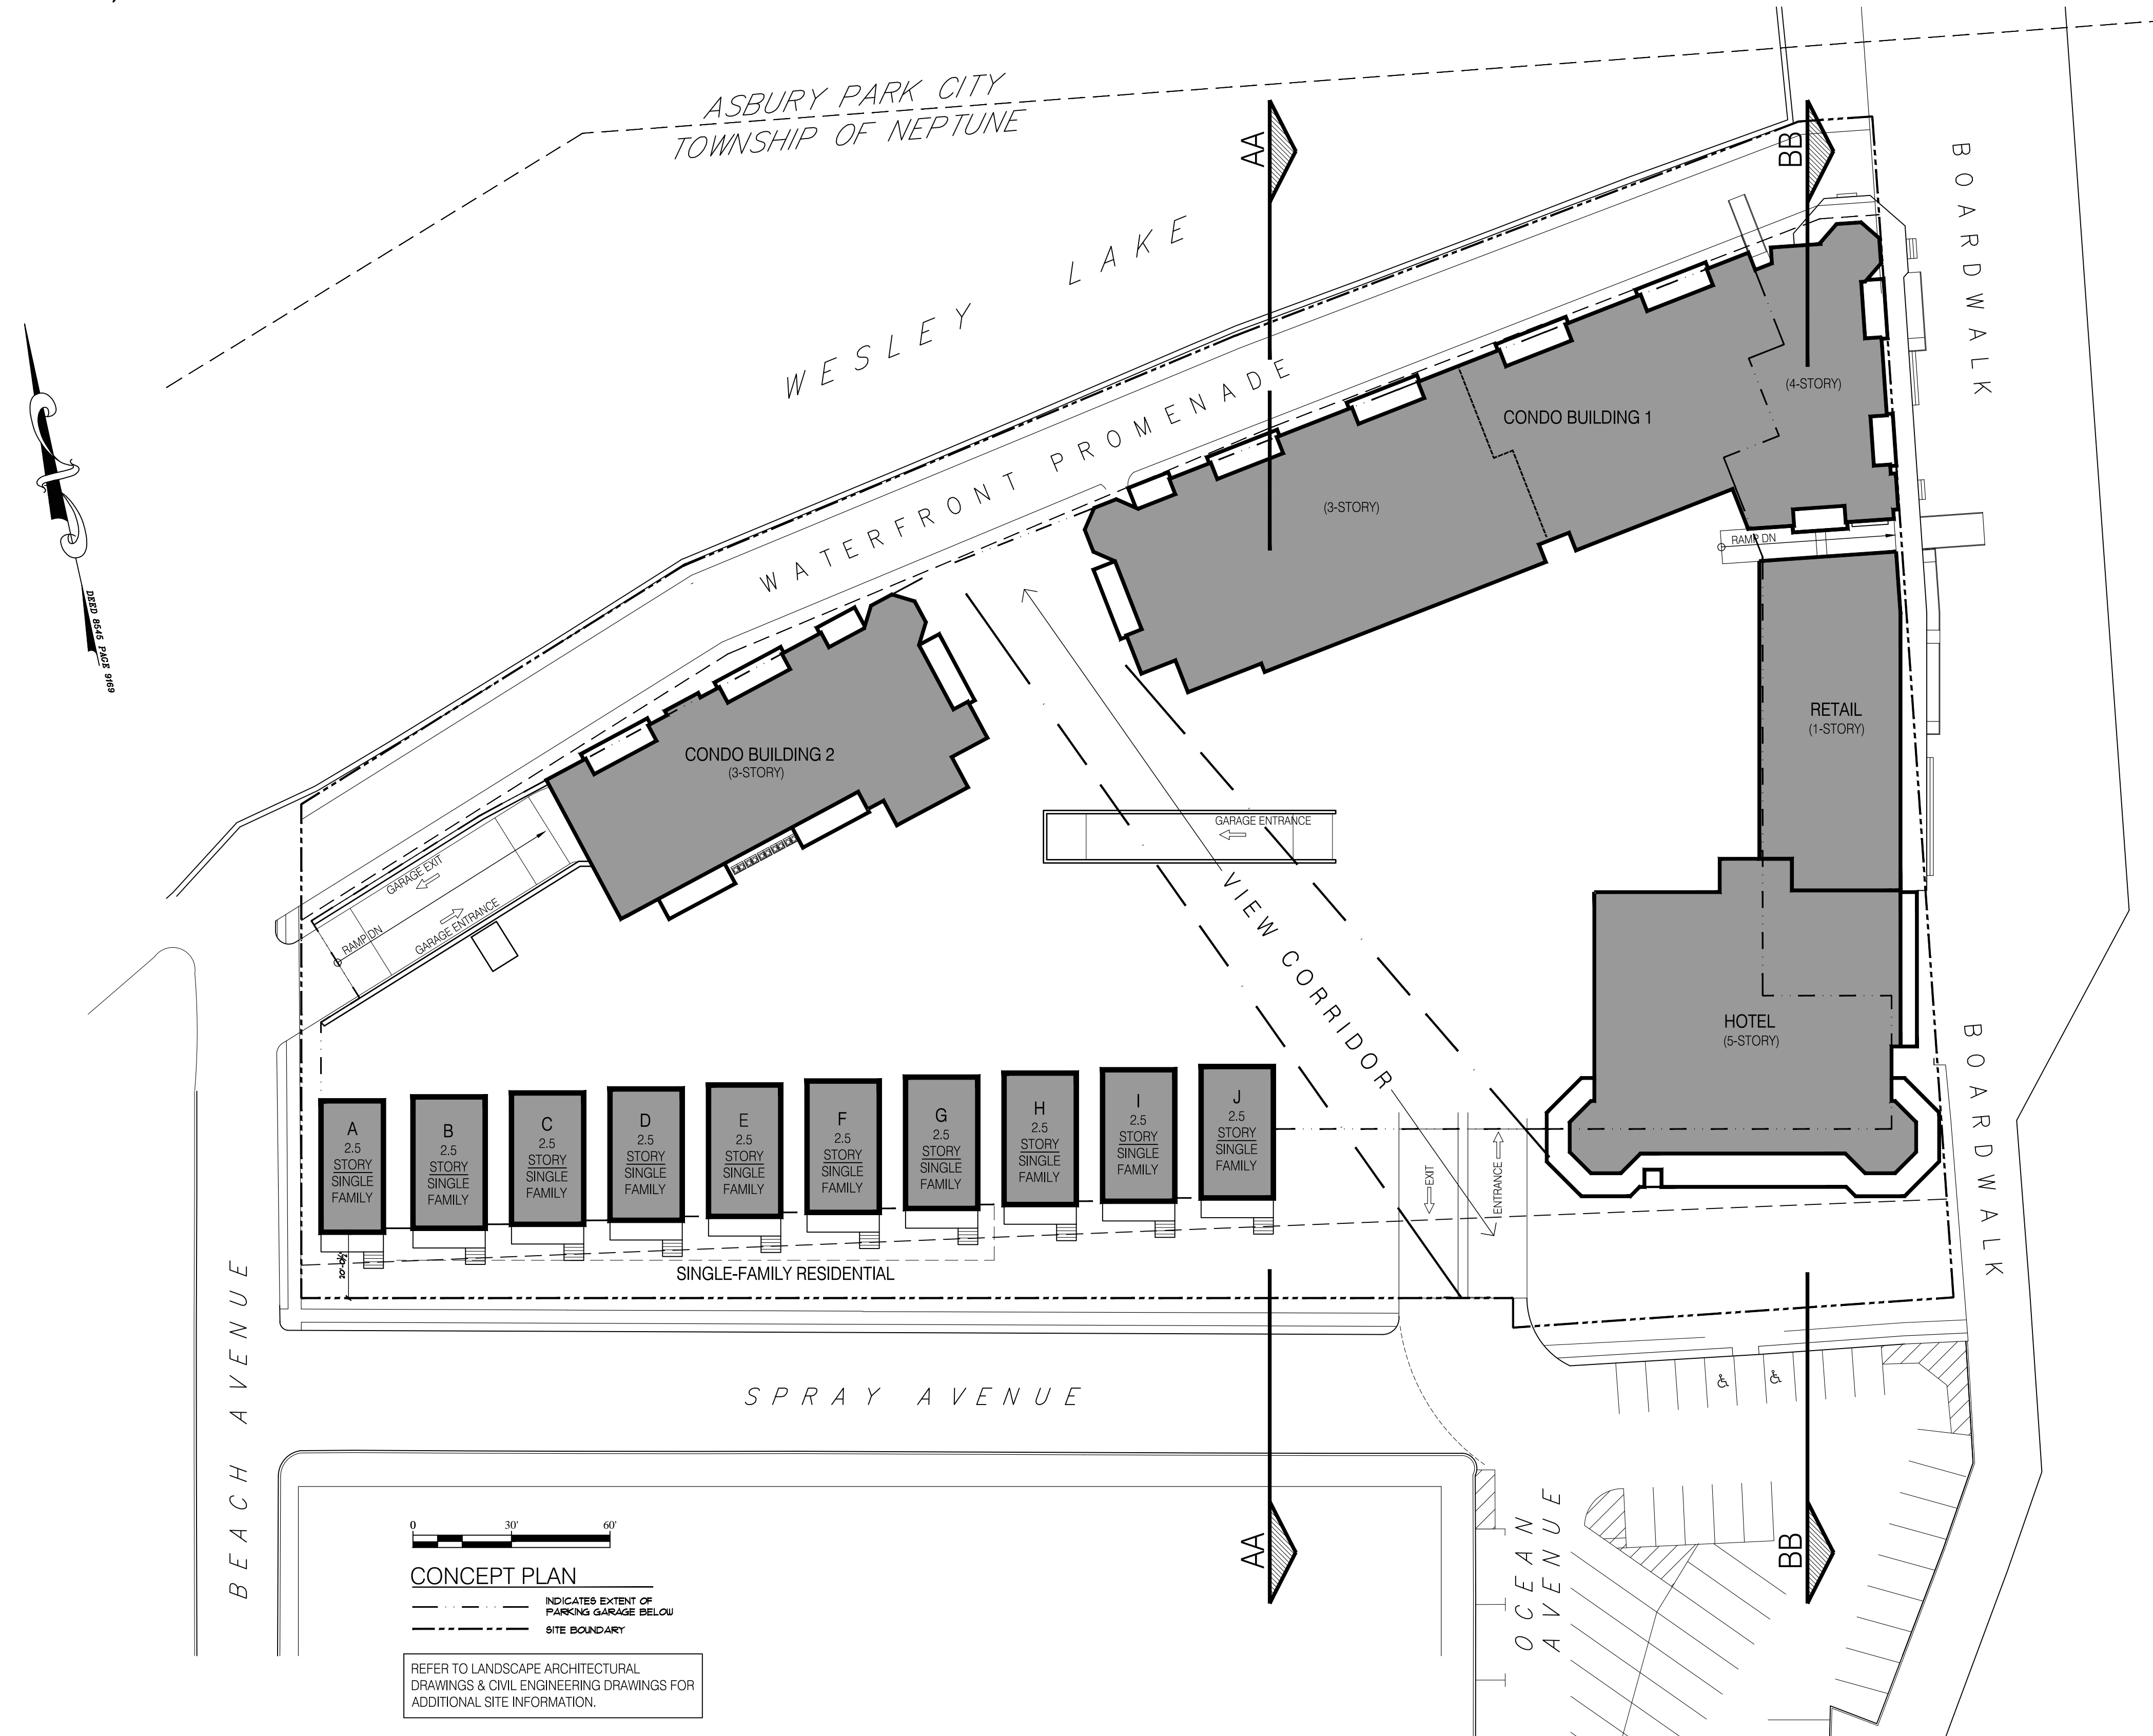 ASBURY PARK CITY
TOWNSHIP OF NEPTUNE
AA
BB
BOARDWALK
WESLEY LAKE
WATERFRONT PROMENADE
(4-STORY)
CONDO BUILDING 1
(3-STORY)
RAMP DN
DEED 8545 PAGE 9169
RETAIL
(1-STORY)
CONDO BUILDING 2
(3-STORY)
GARAGE ENTRANCE
GARAGE EXIT
RAMP DN
GARAGE ENTRANCE
VIEW CORRIDOR
HOTEL
(5-STORY)
BOARDWALK
A
2.5
STORY
SINGLE
FAMILY
B
2.5
STORY
SINGLE
FAMILY
C
2.5
STORY
SINGLE
FAMILY
D
2.5
STORY
SINGLE
FAMILY
E
2.5
STORY
SINGLE
FAMILY
F
2.5
STORY
SINGLE
FAMILY
G
2.5
STORY
SINGLE
FAMILY
H
2.5
STORY
SINGLE
FAMILY
I
2.5
STORY
SINGLE
FAMILY
J
2.5
STORY
SINGLE
FAMILY
EXIT
ENTRANCE
SINGLE-FAMILY RESIDENTIAL
BEACH AVENUE
SPRAY AVENUE
OCEAN
AVENUE
AA
BB
0 30' 60'
CONCEPT PLAN
INDICATES EXTENT OF
PARKING GARAGE BELOW
SITE BOUNDARY
REFER TO LANDSCAPE ARCHITECTURAL
DRAWINGS & CIVIL ENGINEERING DRAWINGS FOR
ADDITIONAL SITE INFORMATION.